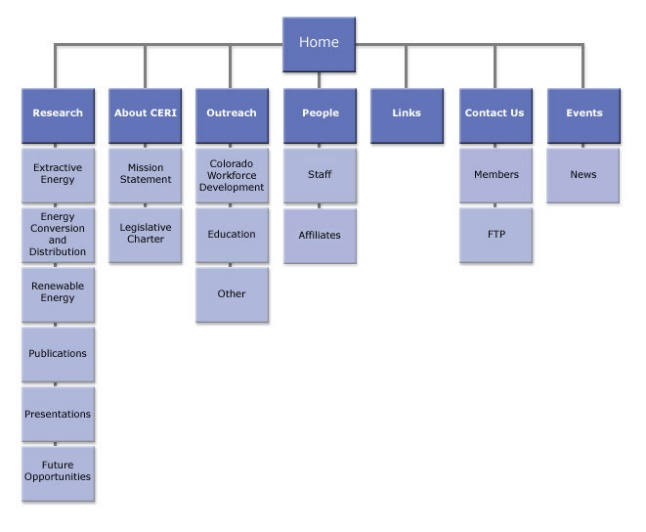 Home
Research
About CERI
Outreach
People
Links
Contact Us
Events
Extractive
Energy
Energy
Conversion
and
Distribution
Renewable
Energy
Publications
Presentations
Future
Opportunities
Mission
Statement
Legislative
Charter
Colorado
Workforce
Development
Education
Other
Staff
Affiliates
Members
FTP
News